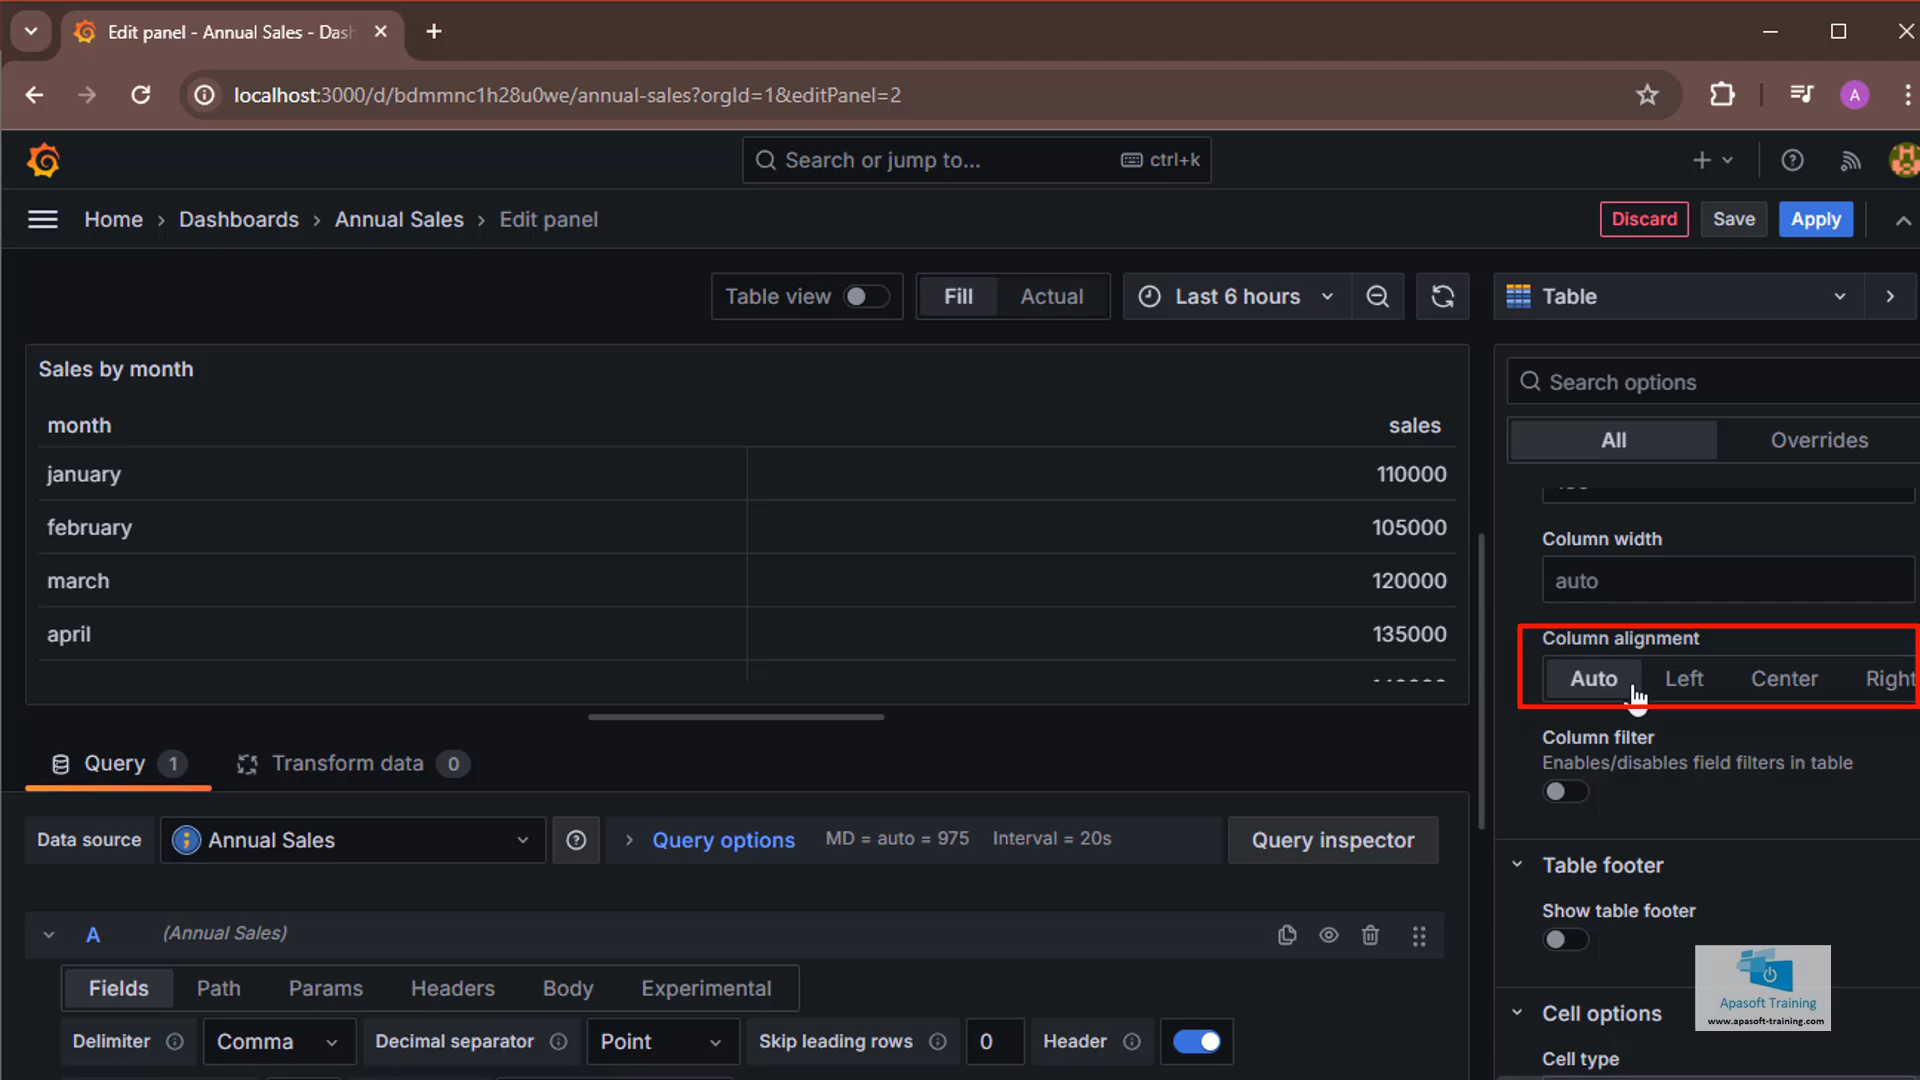 Edit panel - Annual Sales - Dash
localhost:3000/d/bdmmnc1h28u0we/annual-sales?orgId=1&editPanel=2
A
Search or jump to... ctrl+k
Home › Dashboards › Annual Sales › Edit panel
Discard Save Apply
Table view Fill Actual Last 6 hours Table
Sales by month
month sales
january 110000
february 105000
march 120000
april 135000
Search options
All Overrides
Column width
auto
Column alignment
Auto Left Center Right
Column filter
Enables/disables field filters in table
Table footer
Show table footer
Cell options
Cell type
Query 1 Transform data 0
Data source Annual Sales Query options MD = auto = 975 Interval = 20s Query inspector
A (Annual Sales)
Fields Path Params Headers Body Experimental
Delimiter Comma Decimal separator Point Skip leading rows 0 Header
Apasoft Training
www.apasoft-training.com